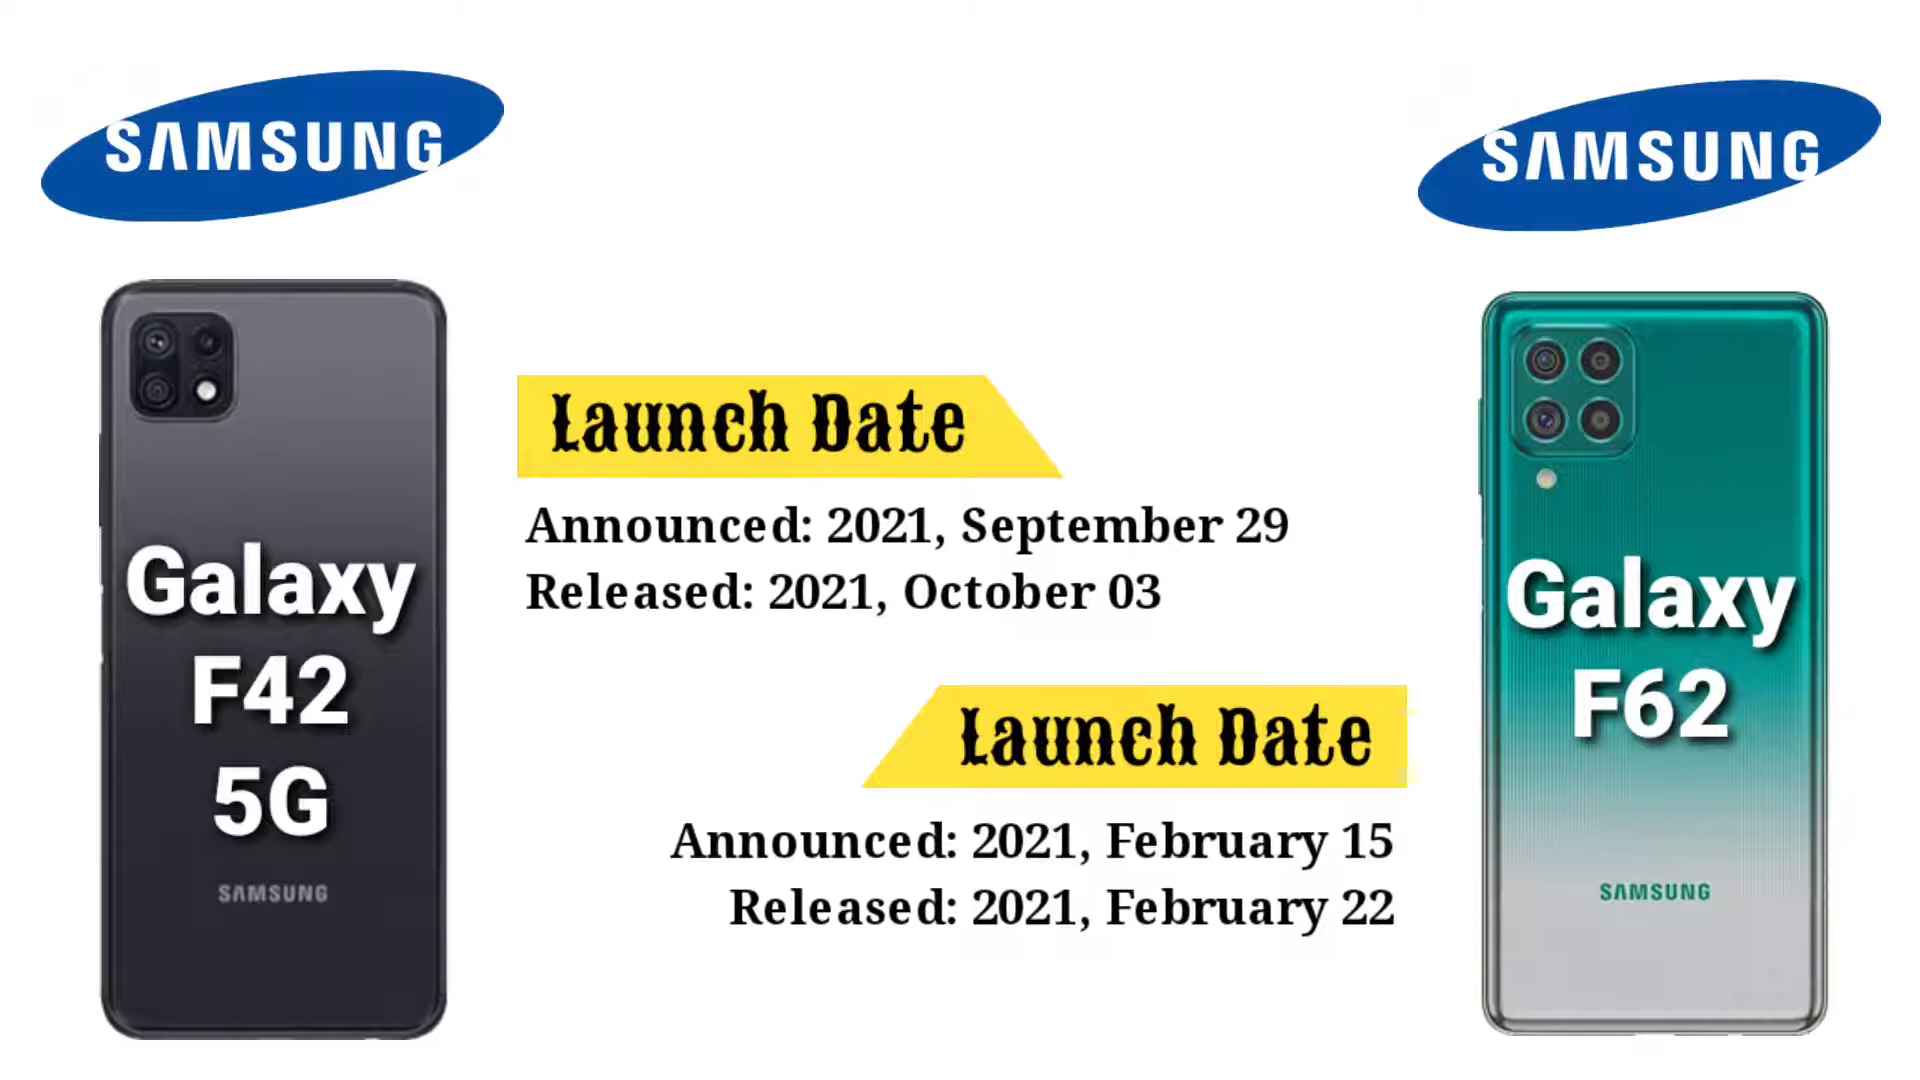 SAMSUNG
SAMSUNG
Launch Date
Announced: 2021, September 29
Released: 2021, October 03
Galaxy
F42
5G
SAMSUNG
Launch Date
Announced: 2021, February 15
Released: 2021, February 22
Galaxy
F62
SAMSUNG